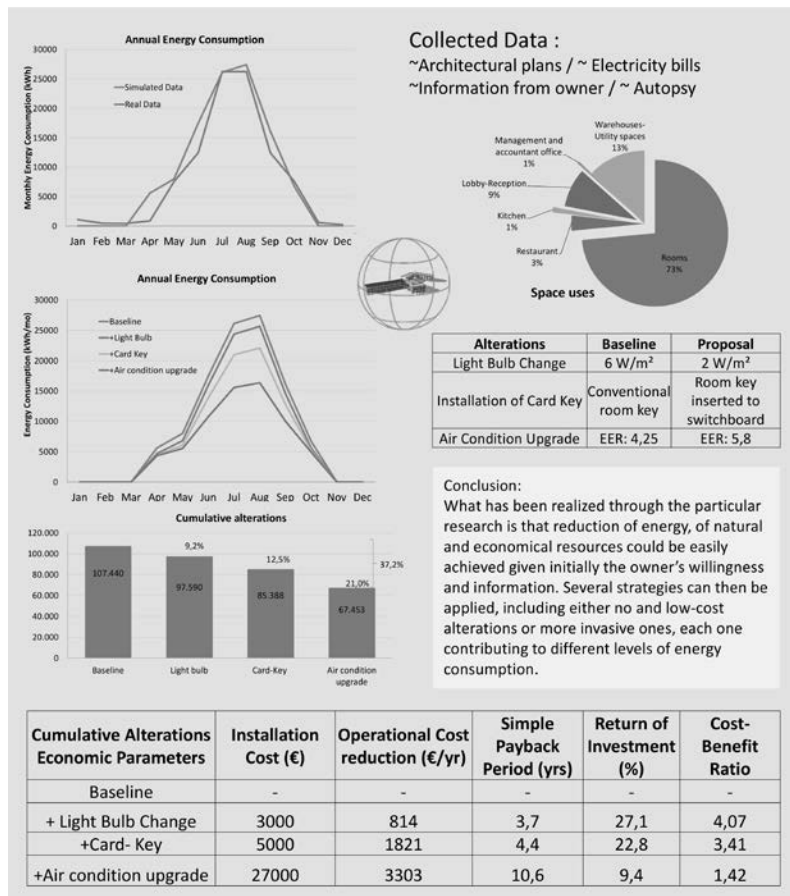 Annual Energy Consumption
Monthly Energy Consumption (kWh)
30000
25000
20000
15000
10000
5000
0
Simulated Data
Real Data
Jan Feb Mar Apr May Jun Jul Aug Sep Oct Nov Dec
Collected Data :
~Architectural plans / ~ Electricity bills
~Information from owner / ~ Autopsy
Warehouses-
Utility spaces
13%
Management and
accountant office
1%
Lobby-Reception
9%
Kitchen
1%
Restaurant
3%
Rooms
73%
Space uses
Annual Energy Consumption
Energy Consumption (kWh/mo)
30000
25000
20000
15000
10000
5000
0
Baseline
+Light Bulb
+Card Key
+Air condition upgrade
Jan Feb Mar Apr May Jun Jul Aug Sep Oct Nov Dec
Alterations Baseline Proposal
Light Bulb Change 6 W/m² 2 W/m²
Installation of Card Key Conventional room key Room key inserted to switchboard
Air Condition Upgrade EER: 4,25 EER: 5,8
Cumulative alterations
120.000
100.000
80.000
60.000
40.000
20.000
0
107.440
9,2%
97.590
12,5%
85.388
21,0%
67.453
37,2%
Baseline Light bulb Card-Key Air condition
upgrade
Conclusion:
What has been realized through the particular
research is that reduction of energy, of natural
and economical resources could be easily
achieved given initially the owner's willingness
and information. Several strategies can then be
applied, including either no and low-cost
alterations or more invasive ones, each one
contributing to different levels of energy
consumption.
Cumulative Alterations Economic Parameters Installation Cost (€) Operational Cost reduction (€/yr) Simple Payback Period (yrs) Return of Investment (%) Cost-Benefit Ratio
Baseline - - - - -
+ Light Bulb Change 3000 814 3,7 27,1 4,07
+Card- Key 5000 1821 4,4 22,8 3,41
+Air condition upgrade 27000 3303 10,6 9,4 1,42